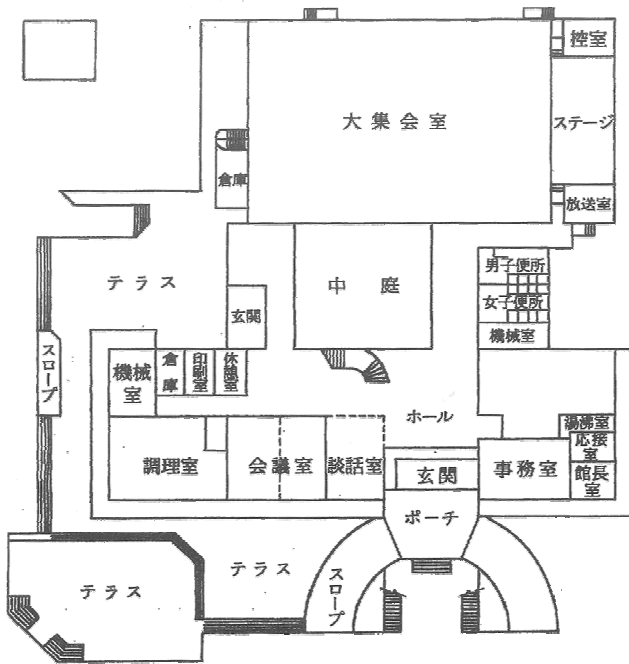 控室
大集会室
ステージ
倉庫
放送室
男子便所
テラス
中庭
女子便所
玄関
機械室
スロープ
機械室
倉庫
印刷室
休憩室
ホール
湯沸室
応接室
調理室
会議室
談話室
玄関
事務室
館長室
ポーチ
テラス
テラス
スロープ